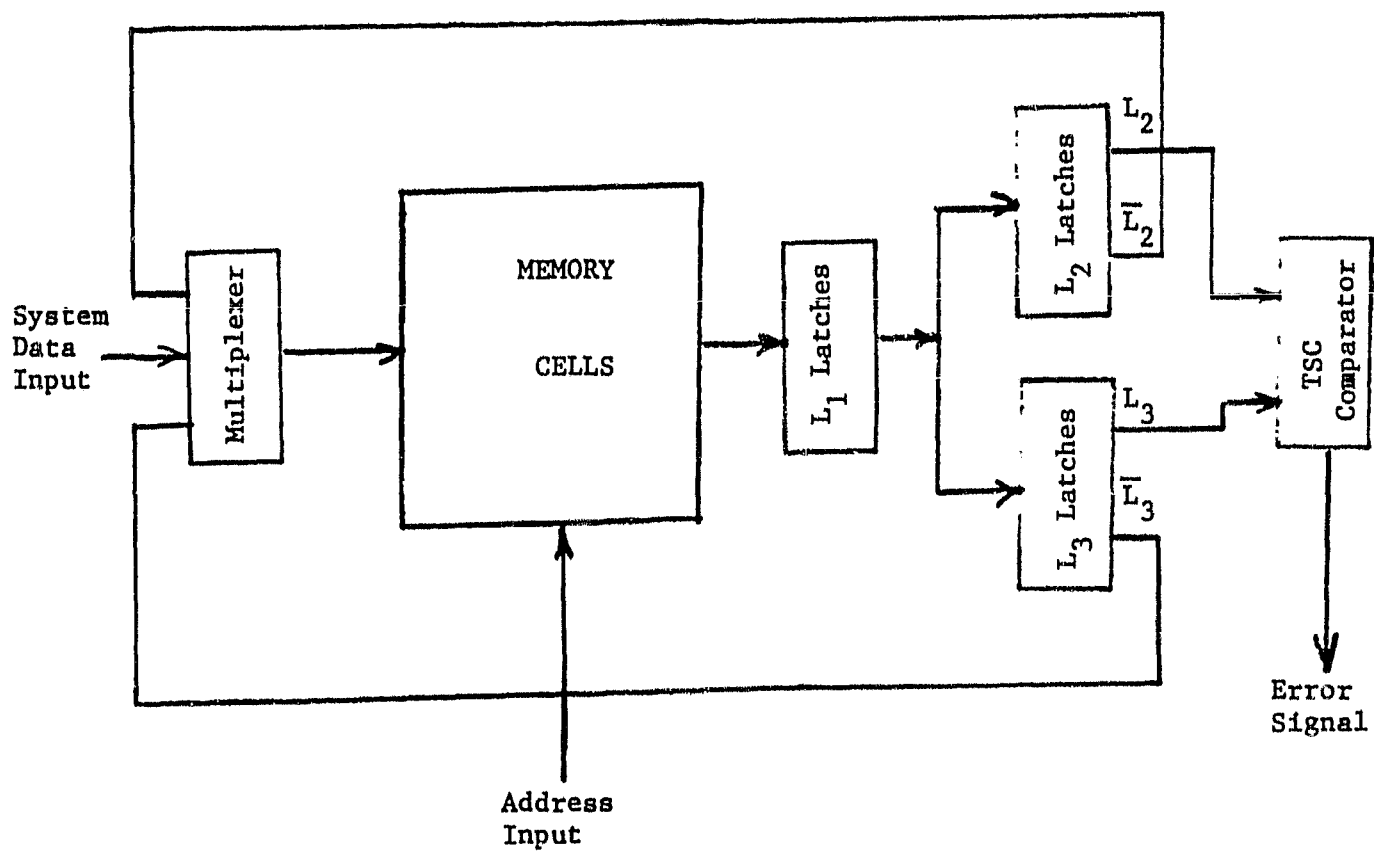 System
Data
Input
Multiplexer
MEMORY
CELLS
L₁ Latches
L₂ Latches
L₂
L̅₂
L₃ Latches
L₃
L̅₃
TSC
Comparator
Error
Signal
Address
Input